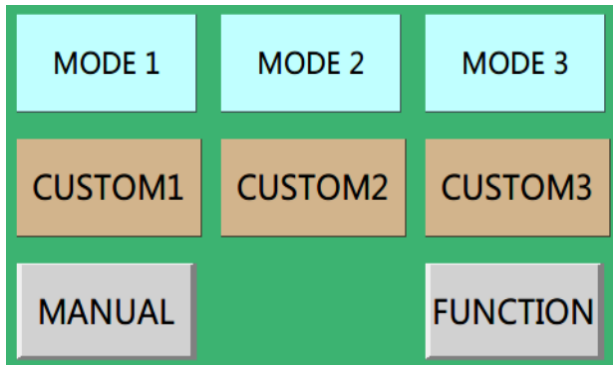 MODE 1 MODE 2 MODE 3
CUSTOM1 CUSTOM2 CUSTOM3
MANUAL FUNCTION